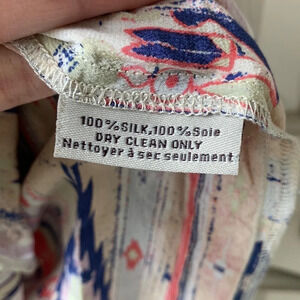 100%SILK,100%Soie
DRY CLEAN ONLY
Nettoyer à sec seulement